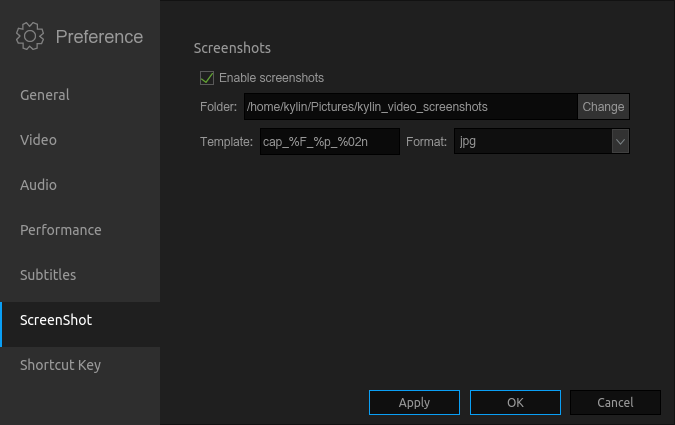 Preference
General
Video
Audio
Performance
Subtitles
ScreenShot
Shortcut Key
Screenshots
Enable screenshots
Folder: /home/kylin/Pictures/kylin_video_screenshots Change
Template: cap_%F_%p_%02n Format: jpg
Apply OK Cancel